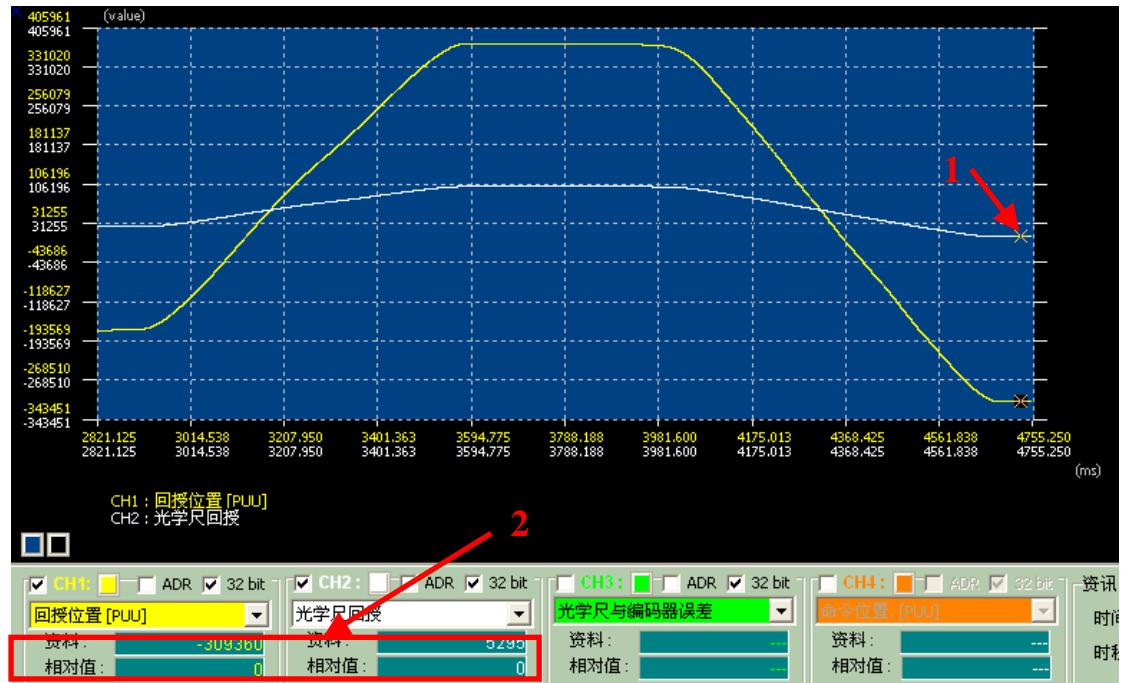 405961 (value)
405961
331020
331020
256079
256079
181137
181137
1
106196
106196
31255
31255
-43686
-43686
-118627
-118627
-193569
-193569
-268510
-268510
-343451
-343451
2821.125 3014.538 3207.950 3401.363 3594.775 3788.188 3981.600 4175.013 4368.425 4561.838 4755.250
2821.125 3014.538 3207.950 3401.363 3594.775 3788.188 3981.600 4175.013 4368.425 4561.838 4755.250
(ms)
CH1：回授位置 [PUU]
CH2：光学尺回授
2
CH1: ADR 32 bit CH2: ADR 32 bit CH3: ADR 32 bit CH4: ADR 32 bit 资讯
回授位置 [PUU] 光学尺回授 光学尺与编码器误差 命令位置. [PUU] 时间
资料: -309360 资料: 5295 资料: --- 资料: ---
相对值: 0 相对值: 0 相对值: --- 相对值: --- 时移